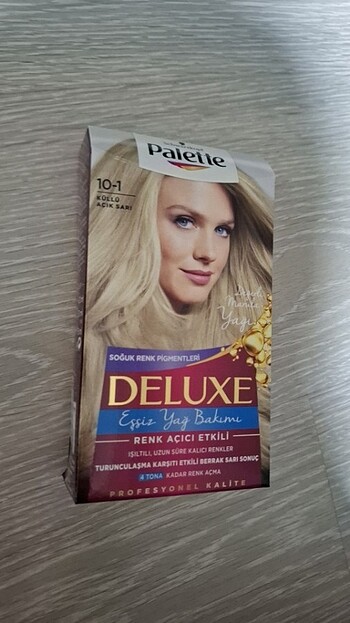 Palette
10-1
KÜLLÜ
AÇIK SARI
Yağı
SOĞUK RENK PİGMENTLERİ
DELUXE
Eşsiz Yağ Bakımı
RENK AÇICI ETKİLİ
IŞILTILI, UZUN SÜRE KALICI RENKLER
TURUNCULAŞMA KARŞITI ETKİLİ BERRAK SARI SONUÇ
4 TONA KADAR RENK AÇMA
PROFESYONEL KALİTE